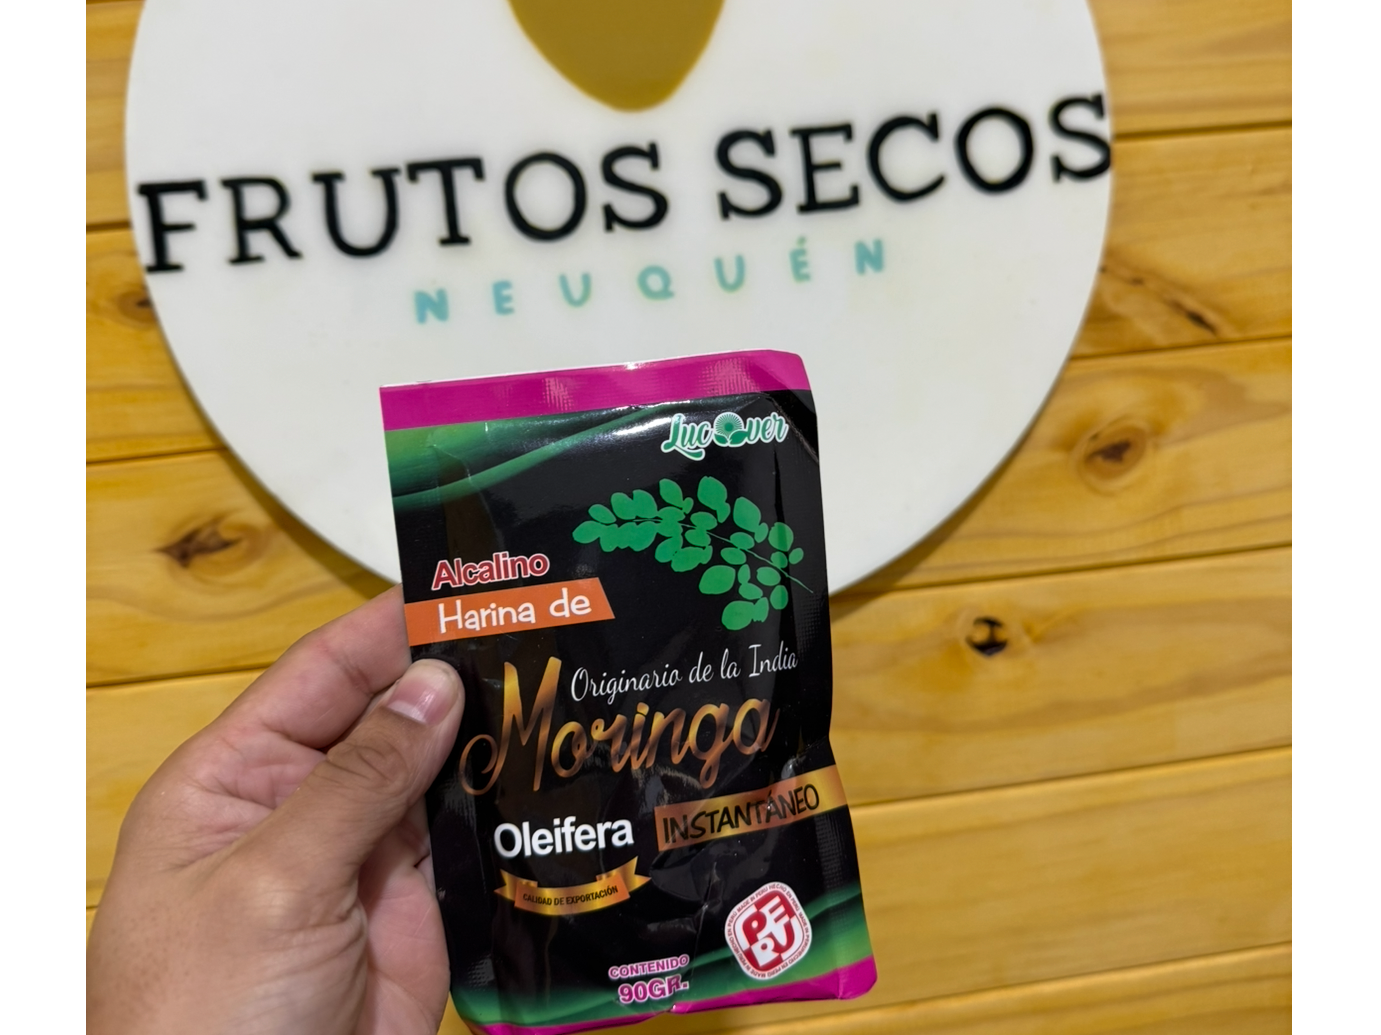 FRUTOS SECOS
NEUQUÉN
Lucover
Alcalino
Harina de
Originario de la India
Moringa
Oleifera
INSTANTÁNEO
CALIDAD DE EXPORTACIÓN
PERU
CONTENIDO
90GR.